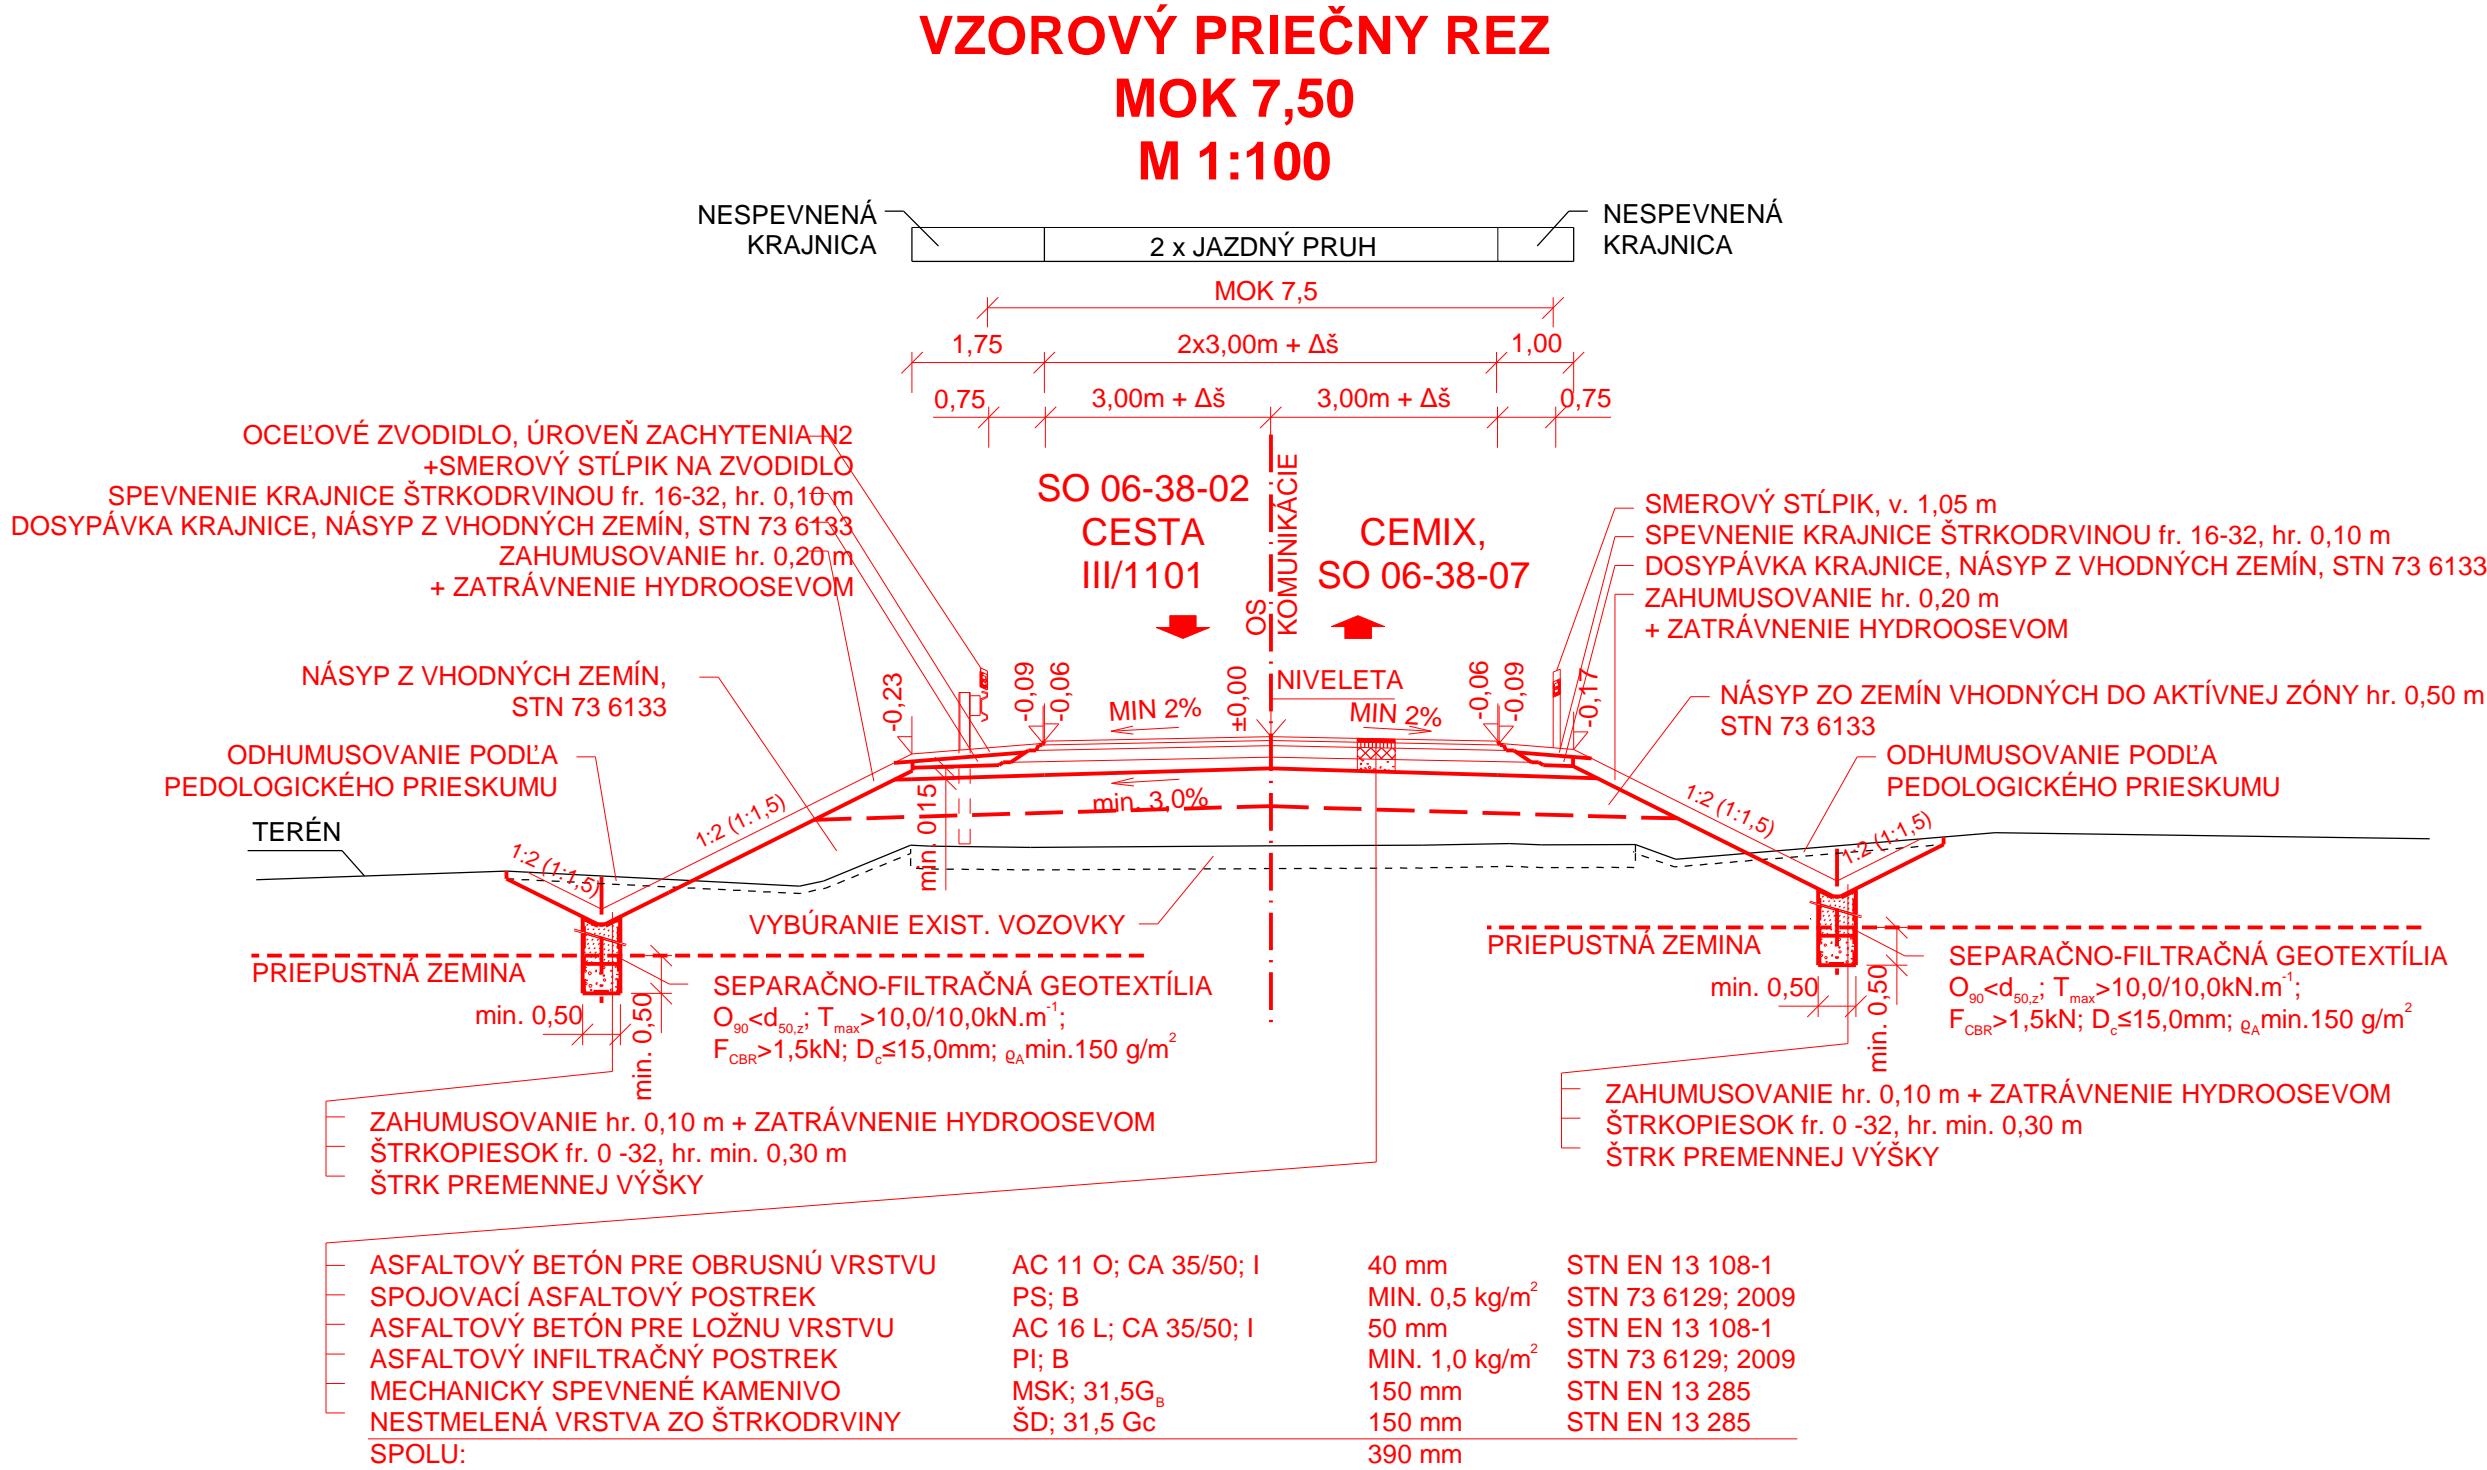 VZOROVÝ PRIEČNY REZ
MOK 7,50
M 1:100
NESPEVNENÁ
KRAJNICA
2 x JAZDNÝ PRUH
NESPEVNENÁ
KRAJNICA
MOK 7,5
1,75
2x3,00m + Δš
1,00
0,75
3,00m + Δš
3,00m + Δš
0,75
OCEĽOVÉ ZVODIDLO, ÚROVEŇ ZACHYTENIA N2
+SMEROVÝ STĹPIK NA ZVODIDLO
SPEVNENIE KRAJNICE ŠTRKODRVINOU fr. 16-32, hr. 0,10 m
DOSYPÁVKA KRAJNICE, NÁSYP Z VHODNÝCH ZEMÍN, STN 73 6133
ZAHUMUSOVANIE hr. 0,20 m
+ ZATRÁVNENIE HYDROOSEVOM
SO 06-38-02
CESTA
III/1101
OS
KOMUNIKÁCIE
CEMIX,
SO 06-38-07
SMEROVÝ STĹPIK, v. 1,05 m
SPEVNENIE KRAJNICE ŠTRKODRVINOU fr. 16-32, hr. 0,10 m
DOSYPÁVKA KRAJNICE, NÁSYP Z VHODNÝCH ZEMÍN, STN 73 6133
ZAHUMUSOVANIE hr. 0,20 m
+ ZATRÁVNENIE HYDROOSEVOM
NÁSYP Z VHODNÝCH ZEMÍN,
STN 73 6133
-0,23
-0,09
-0,06
±0,00
NIVELETA
-0,06
-0,09
-0,17
MIN 2%
MIN 2%
NÁSYP ZO ZEMÍN VHODNÝCH DO AKTÍVNEJ ZÓNY hr. 0,50 m
STN 73 6133
ODHUMUSOVANIE PODĽA
PEDOLOGICKÉHO PRIESKUMU
ODHUMUSOVANIE PODĽA
PEDOLOGICKÉHO PRIESKUMU
min. 3,0%
min. 0,15
TERÉN
1:2 (1:1,5)
1:2 (1:1,5)
1:2 (1:1,5)
1:2 (1:1,5)
VYBÚRANIE EXIST. VOZOVKY
PRIEPUSTNÁ ZEMINA
PRIEPUSTNÁ ZEMINA
SEPARAČNO-FILTRAČNÁ GEOTEXTÍLIA
O90<d50,z; Tmax>10,0/10,0kN.m-1;
FCBR>1,5kN; Dc≤15,0mm; ϱAmin.150 g/m2
min. 0,50
min. 0,50
SEPARAČNO-FILTRAČNÁ GEOTEXTÍLIA
O90<d50,z; Tmax>10,0/10,0kN.m-1;
FCBR>1,5kN; Dc≤15,0mm; ϱAmin.150 g/m2
min. 0,50
min. 0,50
ZAHUMUSOVANIE hr. 0,10 m + ZATRÁVNENIE HYDROOSEVOM
ŠTRKOPIESOK fr. 0 -32, hr. min. 0,30 m
ŠTRK PREMENNEJ VÝŠKY
ZAHUMUSOVANIE hr. 0,10 m + ZATRÁVNENIE HYDROOSEVOM
ŠTRKOPIESOK fr. 0 -32, hr. min. 0,30 m
ŠTRK PREMENNEJ VÝŠKY
ASFALTOVÝ BETÓN PRE OBRUSNÚ VRSTVU AC 11 O; CA 35/50; I 40 mm STN EN 13 108-1
SPOJOVACÍ ASFALTOVÝ POSTREK PS; B MIN. 0,5 kg/m2 STN 73 6129; 2009
ASFALTOVÝ BETÓN PRE LOŽNU VRSTVU AC 16 L; CA 35/50; I 50 mm STN EN 13 108-1
ASFALTOVÝ INFILTRAČNÝ POSTREK PI; B MIN. 1,0 kg/m2 STN 73 6129; 2009
MECHANICKY SPEVNENÉ KAMENIVO MSK; 31,5GB 150 mm STN EN 13 285
NESTMELENÁ VRSTVA ZO ŠTRKODRVINY ŠD; 31,5 Gc 150 mm STN EN 13 285
SPOLU: 390 mm